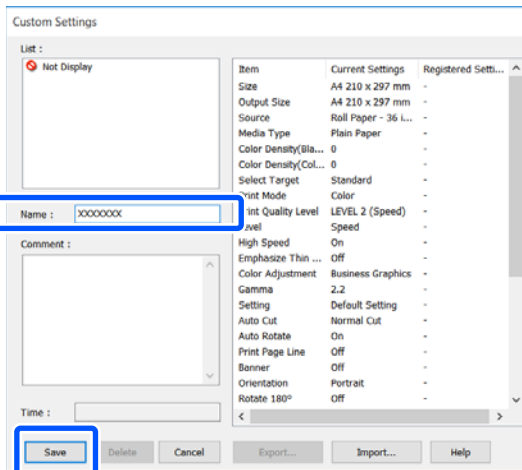 Custom Settings
List :
Not Display
Item Current Settings Registered Setti...
Size A4 210 x 297 mm -
Output Size A4 210 x 297 mm -
Source Roll Paper - 36 i... -
Media Type Plain Paper -
Color Density(Bla... 0 -
Color Density(Col... 0 -
Select Target Standard -
Print Mode Color -
Name : XXXXXXX
Print Quality Level LEVEL 2 (Speed) -
Level Speed -
Comment :
High Speed On -
Emphasize Thin ... Off -
Color Adjustment Business Graphics -
Gamma 2.2 -
Setting Default Setting -
Auto Cut Normal Cut -
Auto Rotate On -
Print Page Line Off -
Banner Off -
Orientation Portrait -
Rotate 180° Off -
Time :
Save Delete Cancel Export... Import... Help